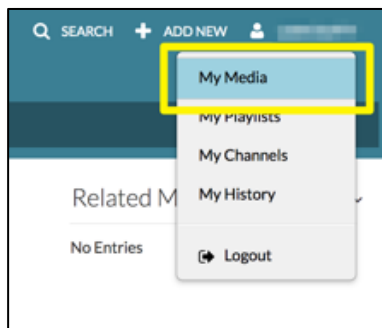 SEARCH ADD NEW
My Media
My Playlists
My Channels
Related M
My History
No Entries
Logout